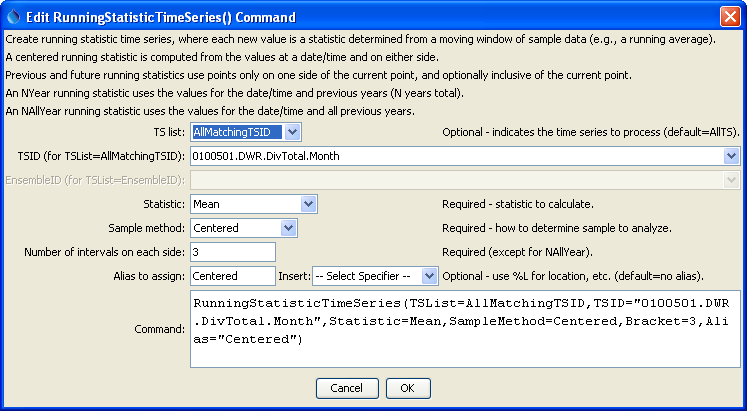 Edit RunningStatisticTimeSeries() Command
Create running statistic time series, where each new value is a statistic determined from a moving window of sample data (e.g., a running average).
A centered running statistic is computed from the values at a date/time and on either side.
Previous and future running statistics use points only on one side of the current point, and optionally inclusive of the current point.
An NYear running statistic uses the values for the date/time and previous years (N years total).
An NAllYear running statistic uses the values for the date/time and all previous years.
TS list: AllMatchingTSID Optional - indicates the time series to process (default=AllTS).
TSID (for TSList=AllMatchingTSID): 0100501.DWR.DivTotal.Month
EnsembleID (for TSList=EnsembleID):
Statistic: Mean Required - statistic to calculate.
Sample method: Centered Required - how to determine sample to analyze.
Number of intervals on each side: 3 Required (except for NAllYear).
Alias to assign: Centered Insert: -- Select Specifier -- Optional - use %L for location, etc. (default=no alias).
Command: RunningStatisticTimeSeries(TSList=AllMatchingTSID,TSID="0100501.DWR
.DivTotal.Month",Statistic=Mean,SampleMethod=Centered,Bracket=3,Ali
as="Centered")
Cancel OK